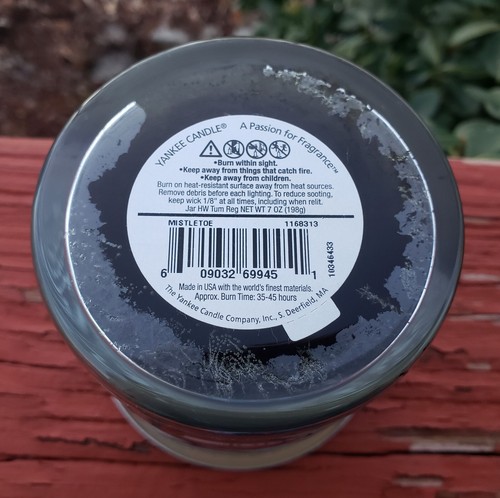 YANKEE CANDLE® A Passion for Fragrance™
•Burn within sight.
•Keep away from things that catch fire.
•Keep away from children.
Burn on heat-resistant surface away from heat sources.
Remove debris before each lighting. To reduce sooting,
keep wick 1/8" at all times, including when relit.
Jar HW Tum Reg NET WT 7 OZ (198g)
MISTLETOE 1168313
10346433
6 09032 69945 1
Made in USA with the world's finest materials.
Approx. Burn Time: 35-45 hours
The Yankee Candle Company, Inc., S. Deerfield, MA